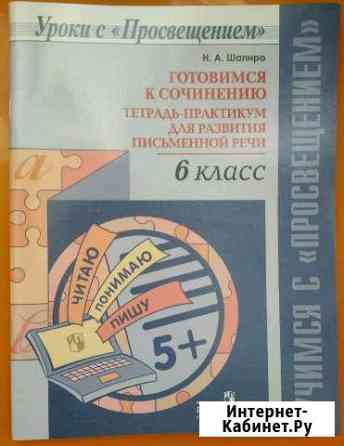 Уроки с «Просвещением»
Н. А. Шапиро
ГОТОВИМСЯ
К СОЧИНЕНИЮ
ТЕТРАДЬ-ПРАКТИКУМ
ДЛЯ РАЗВИТИЯ
ПИСЬМЕННОЙ РЕЧИ
6 КЛАСС
а
ЧИТАЮ
ПОНИМАЮ
ПИШУ
5+
УЧИМСЯ С «ПРОСВЕЩЕНИЕМ»
Интернет-
Кабинет.Ру